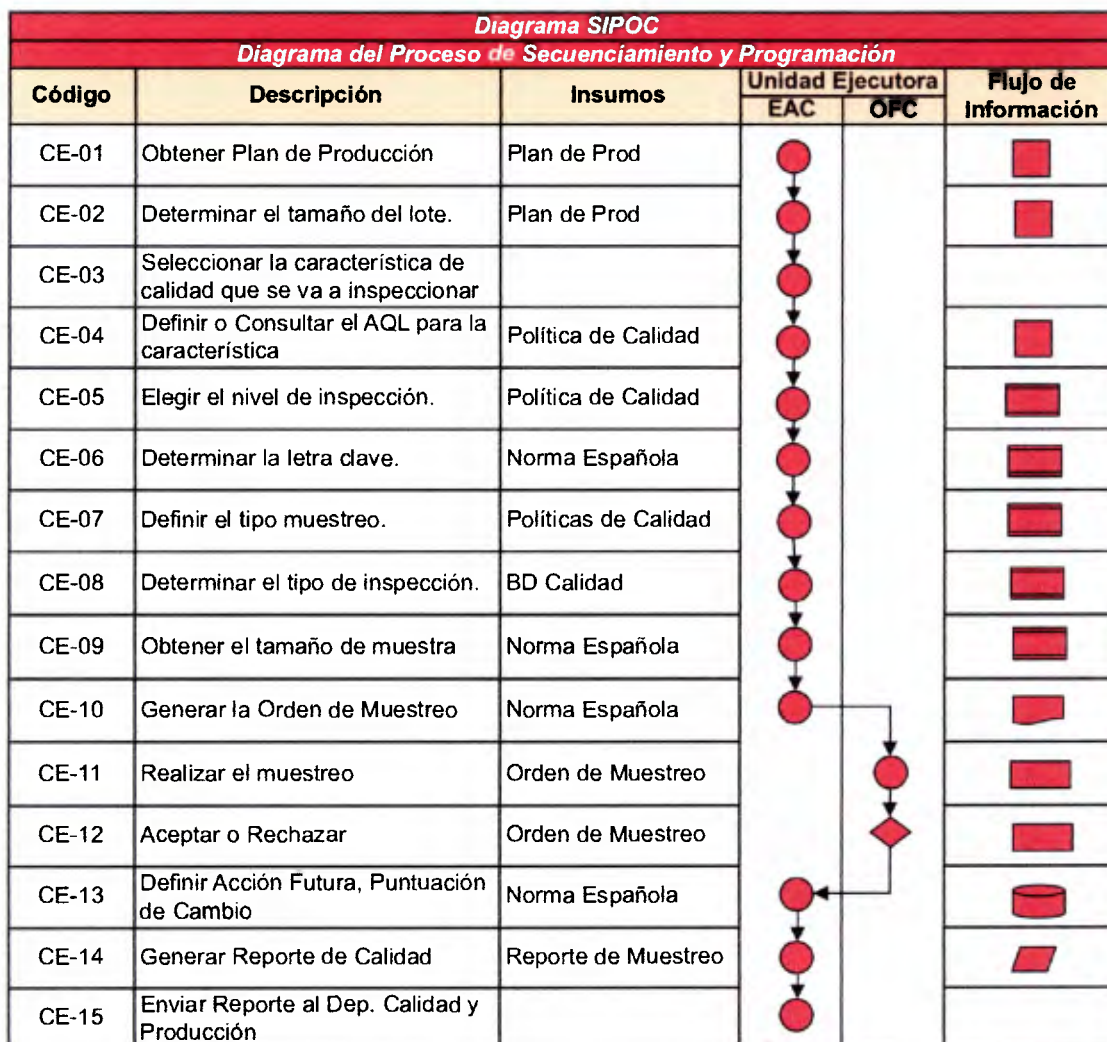 Diagrama SIPOC
Diagrama del Proceso de Secuenciamiento y Programación
Código Descripción Insumos Unidad Ejecutora Flujo de
EAC OFC Información
CE-01 Obtener Plan de Producción Plan de Prod
CE-02 Determinar el tamaño del lote. Plan de Prod
Seleccionar la característica de
CE-03
calidad que se va a inspeccionar
Definir o Consultar el AQL para la
CE-04 Política de Calidad
característica
CE-05 Elegir el nivel de inspección. Política de Calidad
CE-06 Determinar la letra clave. Norma Española
CE-07 Definir el tipo muestreo. Políticas de Calidad
CE-08 Determinar el tipo de inspección. BD Calidad
CE-09 Obtener el tamaño de muestra Norma Española
CE-10 Generar la Orden de Muestreo Norma Española
CE-11 Realizar el muestreo Orden de Muestreo
CE-12 Aceptar o Rechazar Orden de Muestreo
Definir Acción Futura, Puntuación
CE-13 Norma Española
de Cambio
CE-14 Generar Reporte de Calidad Reporte de Muestreo
Enviar Reporte al Dep. Calidad y
CE-15
Producción